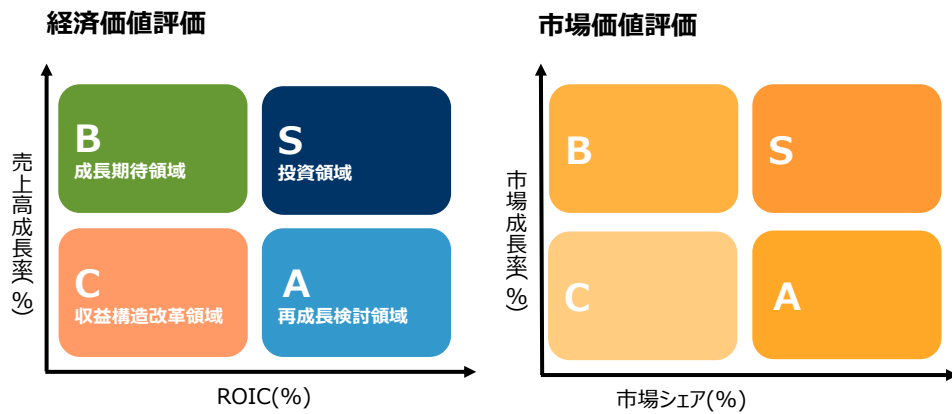 経済価値評価
売上高成長率(%)
B
成長期待領域
S
投資領域
C
収益構造改革領域
A
再成長検討領域
ROIC(%)
市場価値評価
市場成長率(%)
B
S
C
A
市場シェア(%)